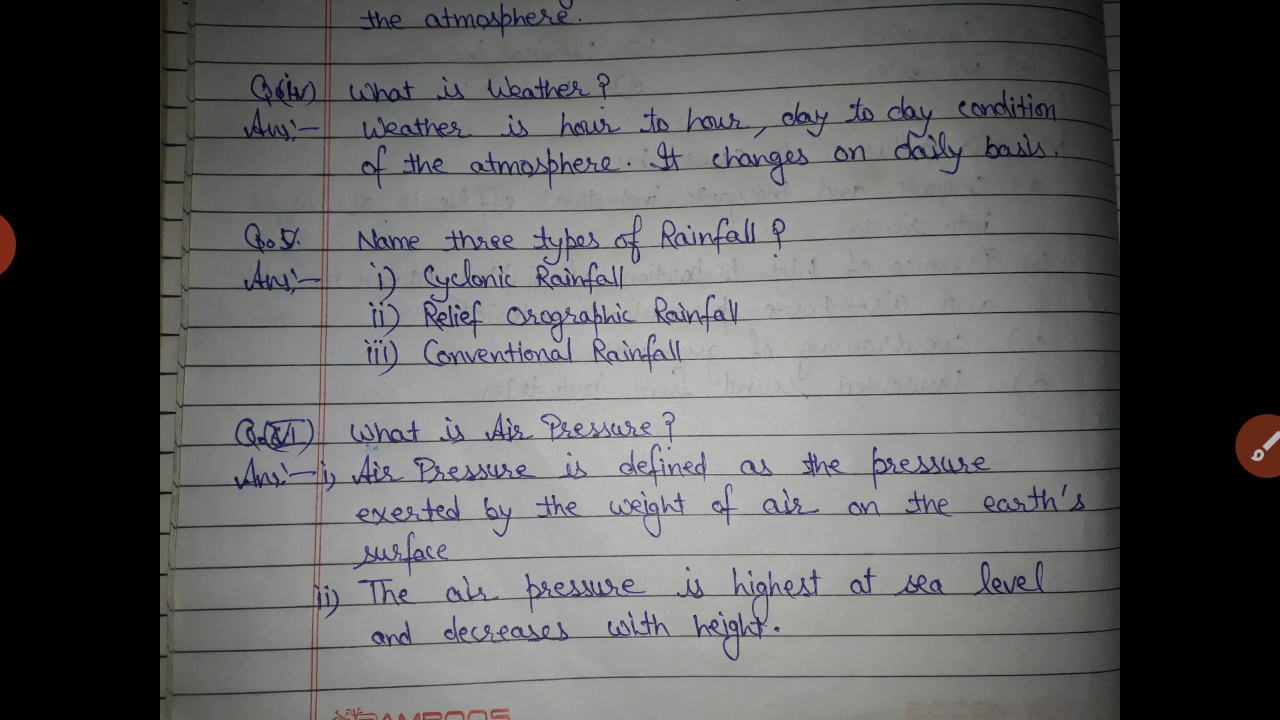 the atmosphere.
Q.(iv) What is Weather?
Ans:- Weather is hour to hour, day to day condition
of the atmosphere. It changes on daily basis.
Q.5. Name three types of Rainfall?
Ans:- i) Cyclonic Rainfall
ii) Relief Orographic Rainfall
iii) Conventional Rainfall
Q.(VI) What is Air Pressure?
Ans:- i, Air Pressure is defined as the pressure
exerted by the weight of air on the earth's
surface
ii) The air pressure is highest at sea level
and decreases with height.